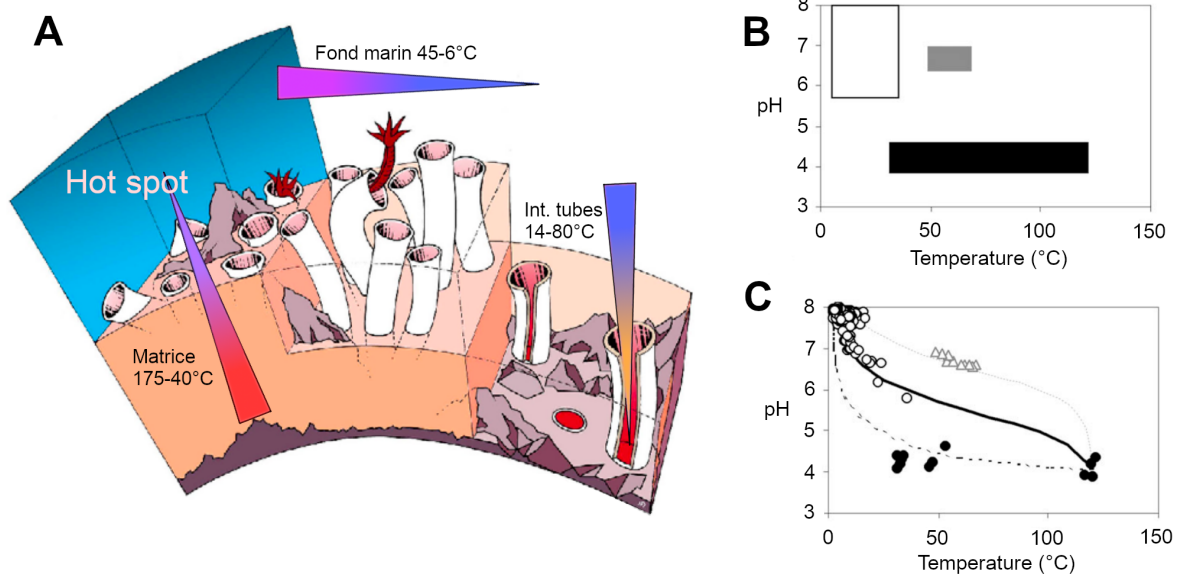 A
Fond marin 45-6°C
Hot spot
Int. tubes
14-80°C
Matrice
175-40°C
B
8
7
6
5
4
3
pH
0
50
100
150
Temperature (°C)
C
8
7
6
5
4
3
pH
0
50
100
150
Temperature (°C)